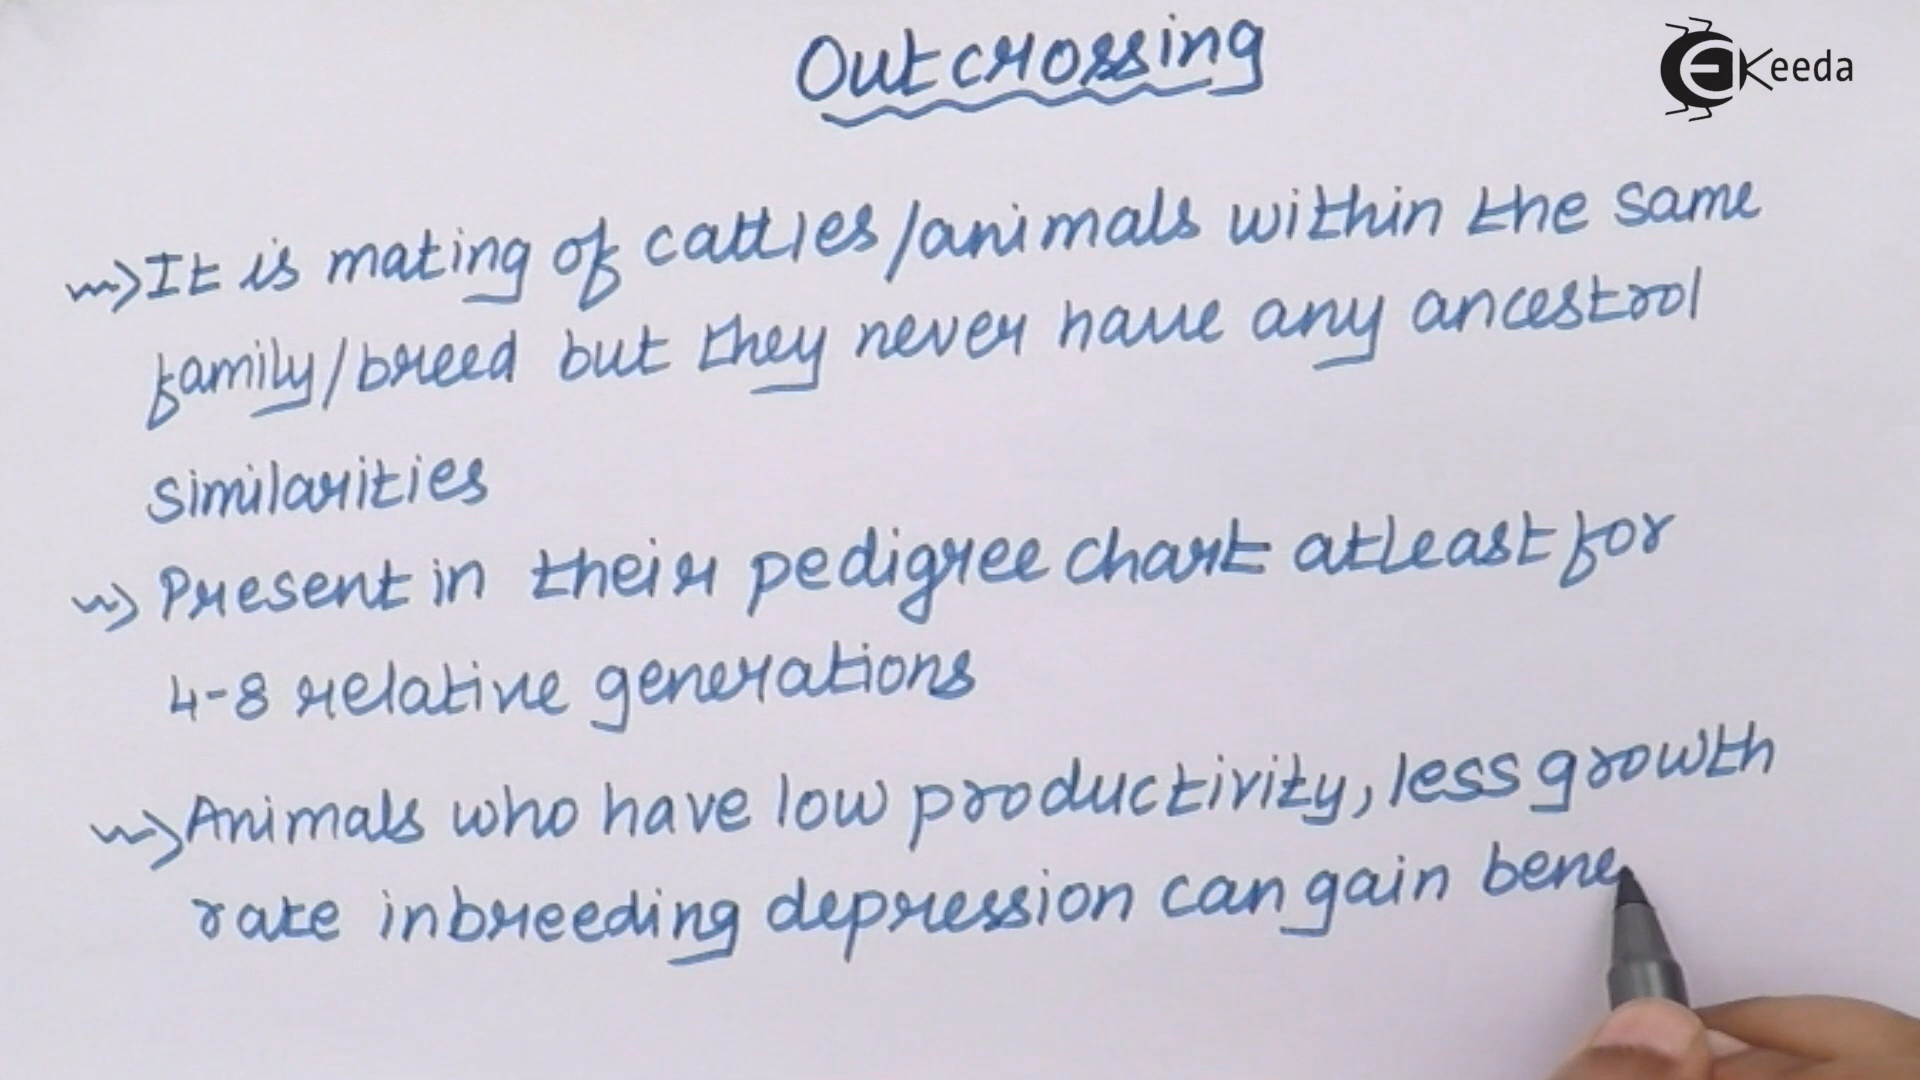 Outcrossing
EKeeda
It is mating of cattles/animals within the same
family/breed but they never have any ancestrol
similarities
Present in their pedigree chart atleast for
4-8 relative generations
Animals who have low productivity, less growth
rate inbreeding depression can gain bene